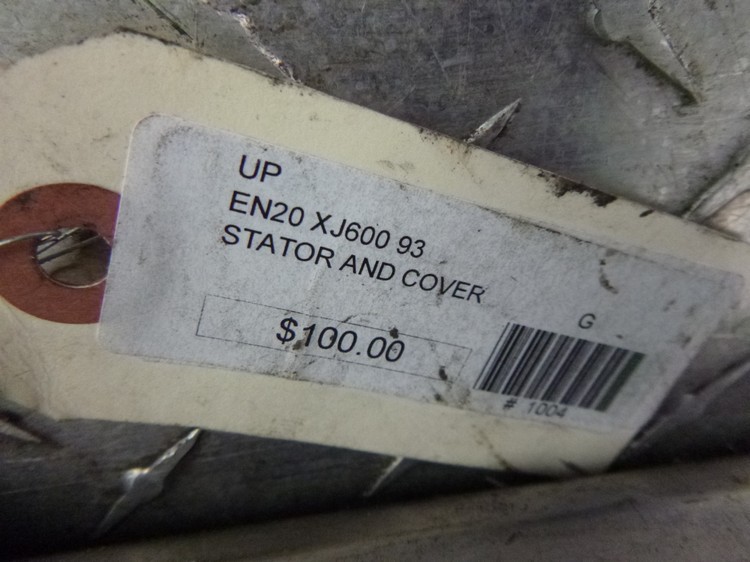 UP
EN20 XJ600 93
STATOR AND COVER
$100.00
G
# 1004